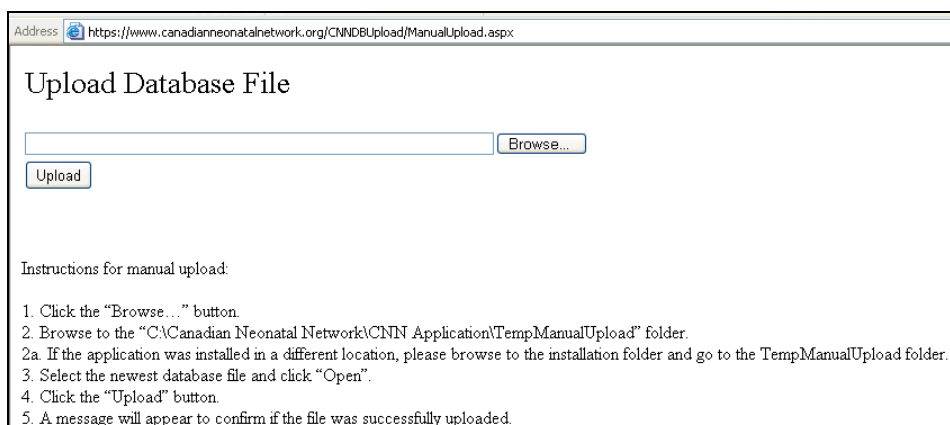 Address https://www.canadianneonatalnetwork.org/CNNDBUpload/ManualUpload.aspx
Upload Database File
Browse...
Upload
Instructions for manual upload:
1. Click the “Browse…” button.
2. Browse to the “C:\Canadian Neonatal Network\CNN Application\TempManualUpload” folder.
2a. If the application was installed in a different location, please browse to the installation folder and go to the TempManualUpload folder.
3. Select the newest database file and click “Open”.
4. Click the “Upload” button.
5. A message will appear to confirm if the file was successfully uploaded.